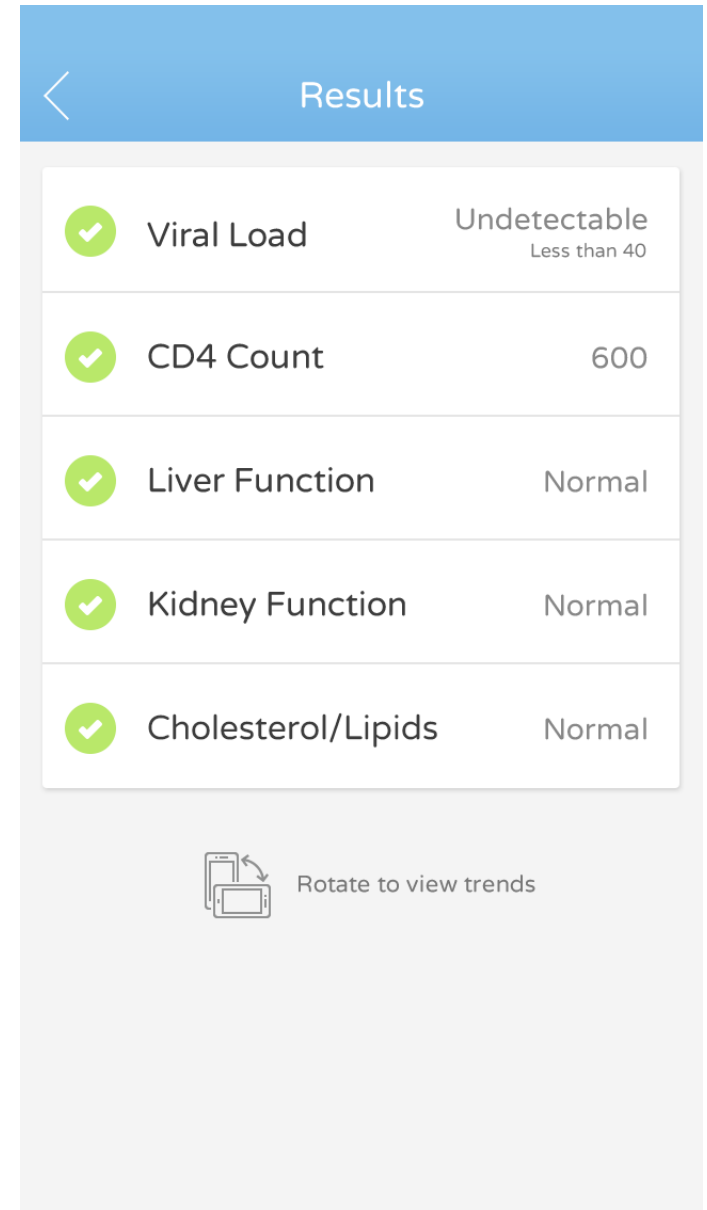 Results
Viral Load
Undetectable
Less than 40
CD4 Count
600
Liver Function
Normal
Kidney Function
Normal
Cholesterol/Lipids
Normal
Rotate to view trends